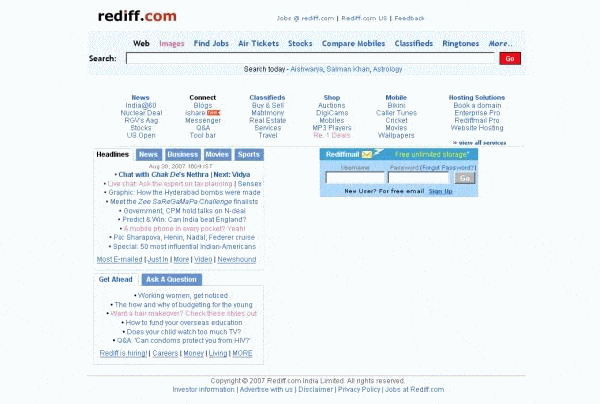 rediff.com
Jobs @ rediff.com | Rediff.com US | Feedback
Web Images Find Jobs Air Tickets Stocks Compare Mobiles Classifieds Ringtones More..
Search: Go
Search today - Aishwarya, Salman Khan, Astrology
News Connect Classifieds Shop Mobile Hosting Solutions
India@60 Blogs Buy & Sell Auctions Bikini Book a domain
Nuclear Deal ishare Matrimony DigiCams Caller Tunes Enterprise Pro
RGV's Aag Messenger Real Estate Mobiles Cricket Rediffmail Pro
Stocks Q&A Services MP3 Players Movies Website Hosting
US Open Tool bar Travel Re. 1 Deals Wallpapers
» view all services
Headlines News Business Movies Sports
Aug 30, 2007 IST
• Chat with Chak De's Nethra | Next: Vidya
• Live chat: Ask the expert on tax planning | Sensex
• Graphic: How the Hyderabad bombs were made
• Meet the Zee SaReGaMaPa Challenge finalists
• Government, CPM hold talks on N-deal
• Predict & Win: Can India beat England?
• A mobile phone in every pocket? Yeah!
• Pix: Sharapova, Henin, Nadal, Federer cruise
• Special: 50 most influential Indian-Americans
Most E-mailed | Just In | More | Video | Newshound
Rediffmail Free unlimited storage*
Username Password (Forgot Password?)
Go
New User? For free email Sign Up
Get Ahead Ask A Question
• Working women, get noticed
• The how and why of budgeting for the young
• Want a hair makeover? Check these styles out
• How to fund your overseas education
• Does your child watch too much TV?
• Q&A: 'Can condoms protect you from HIV?'
Rediff is hiring! | Careers | Money | Living | MORE
Copyright © 2007 Rediff.com India Limited. All rights reserved.
Investor information | Advertise with us | Disclaimer | Privacy Policy | Jobs at Rediff.com